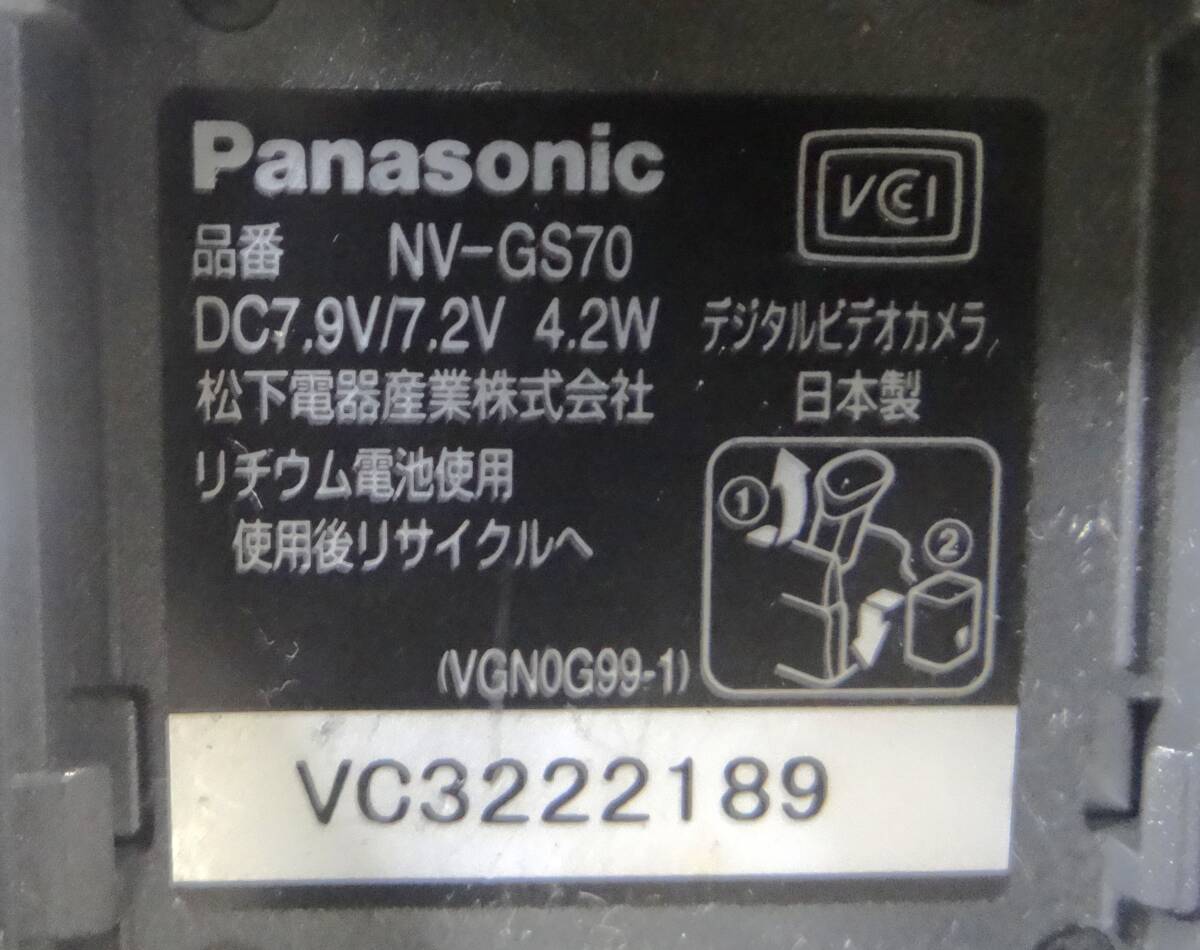 Panasonic
VCCI
品番 NV-GS70
DC7.9V/7.2V 4.2W
デジタルビデオカメラ
松下電器産業株式会社
日本製
リチウム電池使用
使用後リサイクルへ
① ②
(VGN0G99-1)
VC3222189